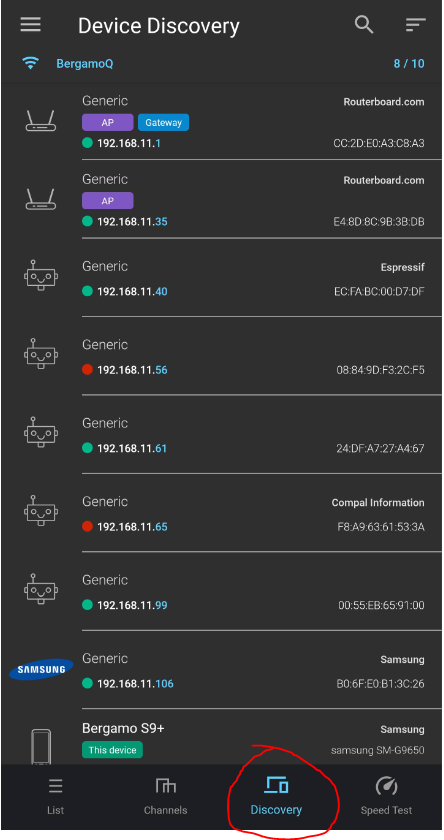 Device Discovery
BergamoQ 8 / 10
Generic Routerboard.com
AP Gateway
192.168.11.1 CC:2D:E0:A3:C8:A3
Generic Routerboard.com
AP
192.168.11.35 E4:8D:8C:9B:3B:DB
Generic Espressif
192.168.11.40 EC:FA:BC:00:D7:DF
Generic
192.168.11.56 08:84:9D:F3:2C:F5
Generic
192.168.11.61 24:DF:A7:27:A4:67
Generic Compal Information
192.168.11.65 F8:A9:63:61:53:3A
Generic
192.168.11.99 00:55:EB:65:91:00
SAMSUNG Generic Samsung
192.168.11.106 B0:6F:E0:B1:3C:26
Bergamo S9+ Samsung
This device samsung SM-G9650
List Channels Discovery Speed Test